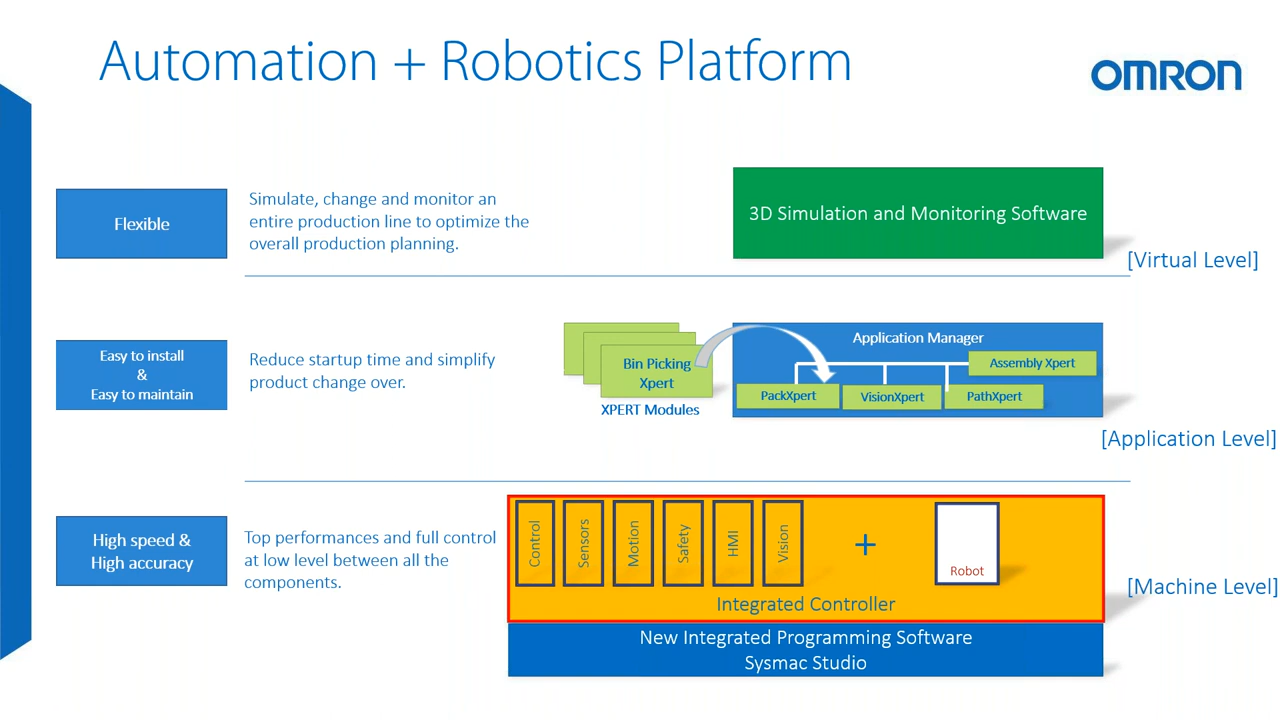 Automation + Robotics Platform
OMRON
Flexible
Simulate, change and monitor an
entire production line to optimize the
overall production planning.
3D Simulation and Monitoring Software
[Virtual Level]
Easy to install
&
Easy to maintain
Reduce startup time and simplify
product change over.
Bin Picking
Xpert
XPERT Modules
Application Manager
Assembly Xpert
PackXpert
VisionXpert
PathXpert
[Application Level]
High speed &
High accuracy
Top performances and full control
at low level between all the
components.
Control
Sensors
Motion
Safety
HMI
Vision
+
Robot
Integrated Controller
[Machine Level]
New Integrated Programming Software
Sysmac Studio